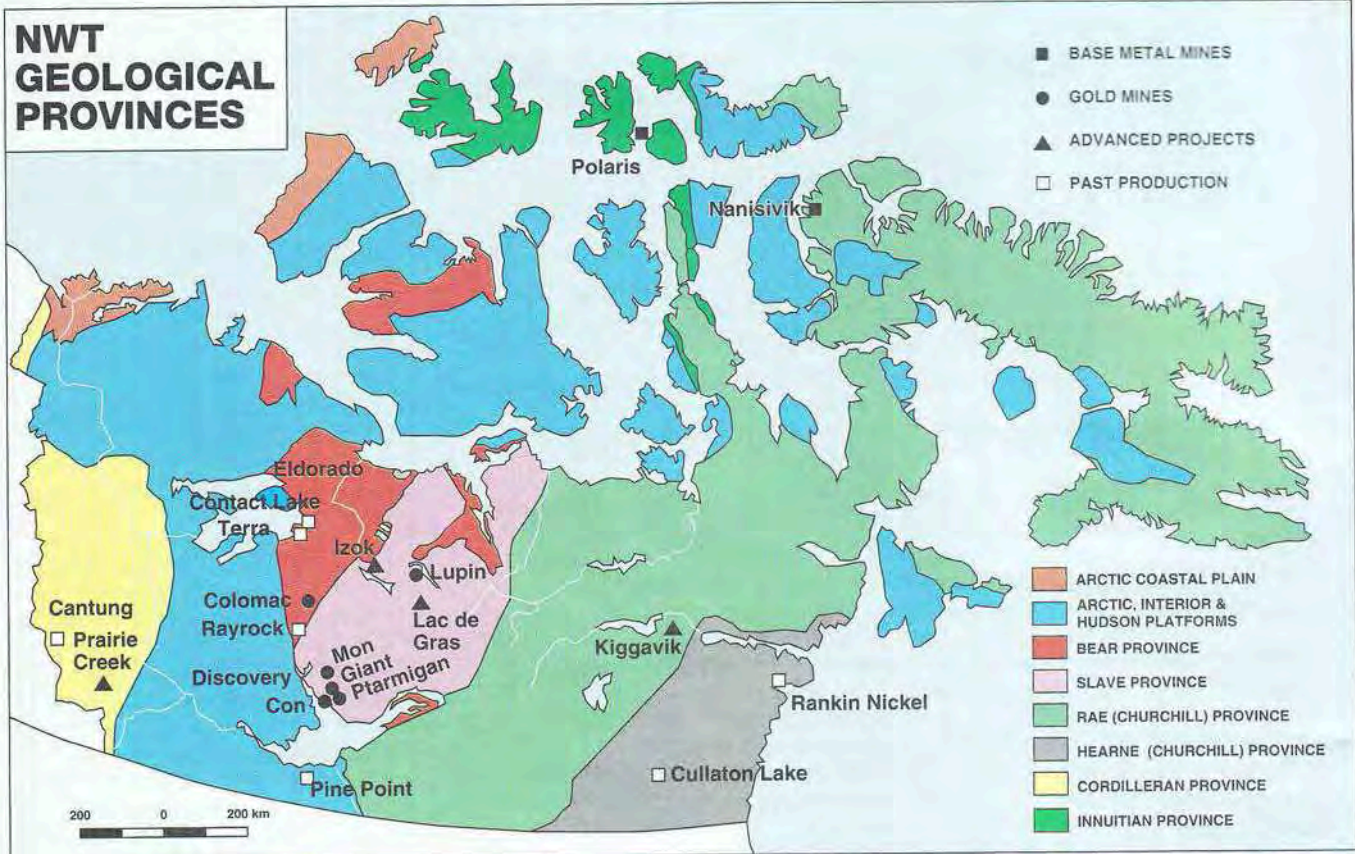 NWT
GEOLOGICAL
PROVINCES
BASE METAL MINES
GOLD MINES
ADVANCED PROJECTS
PAST PRODUCTION
Polaris
Nanisivik
Eldorado
Contact Lake
Terra
Izok
Lupin
Colomac
Rayrock
Lac de
Gras
Cantung
Prairie
Creek
Mon
Giant
Ptarmigan
Discovery
Con
Kiggavik
Rankin Nickel
Pine Point
Cullaton Lake
200 0 200 km
ARCTIC COASTAL PLAIN
ARCTIC, INTERIOR &
HUDSON PLATFORMS
BEAR PROVINCE
SLAVE PROVINCE
RAE (CHURCHILL) PROVINCE
HEARNE (CHURCHILL) PROVINCE
CORDILLERAN PROVINCE
INNUITIAN PROVINCE